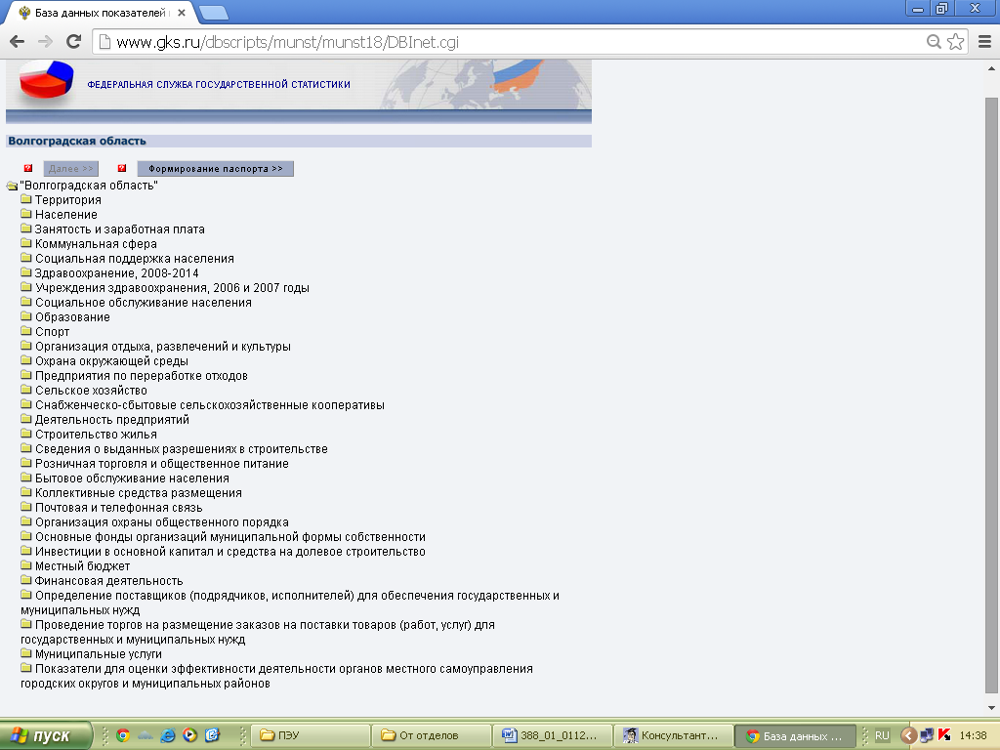 База данных показателей
www.gks.ru/dbscripts/munst/munst18/DBInet.cgi
ФЕДЕРАЛЬНАЯ СЛУЖБА ГОСУДАРСТВЕННОЙ СТАТИСТИКИ
Волгоградская область
? Далее >> ? Формирование паспорта >>
"Волгоградская область"
Территория
Население
Занятость и заработная плата
Коммунальная сфера
Социальная поддержка населения
Здравоохранение, 2008-2014
Учреждения здравоохранения, 2006 и 2007 годы
Социальное обслуживание населения
Образование
Спорт
Организация отдыха, развлечений и культуры
Охрана окружающей среды
Предприятия по переработке отходов
Сельское хозяйство
Снабженческо-сбытовые сельскохозяйственные кооперативы
Деятельность предприятий
Строительство жилья
Сведения о выданных разрешениях в строительстве
Розничная торговля и общественное питание
Бытовое обслуживание населения
Коллективные средства размещения
Почтовая и телефонная связь
Организация охраны общественного порядка
Основные фонды организаций муниципальной формы собственности
Инвестиции в основной капитал и средства на долевое строительство
Местный бюджет
Финансовая деятельность
Определение поставщиков (подрядчиков, исполнителей) для обеспечения государственных и
муниципальных нужд
Проведение торгов на размещение заказов на поставки товаров (работ, услуг) для
государственных и муниципальных нужд
Муниципальные услуги
Показатели для оценки эффективности деятельности органов местного самоуправления
городских округов и муниципальных районов
пуск ПЭУ От отделов 388_01_0112... Консультант... База данных ... RU 14:38